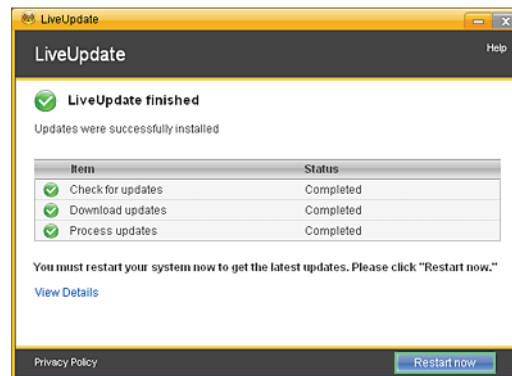 LiveUpdate
LiveUpdate
Help
LiveUpdate finished
Updates were successfully installed
Item Status
Check for updates Completed
Download updates Completed
Process updates Completed
You must restart your system now to get the latest updates. Please click "Restart now."
View Details
Privacy Policy
Restart now